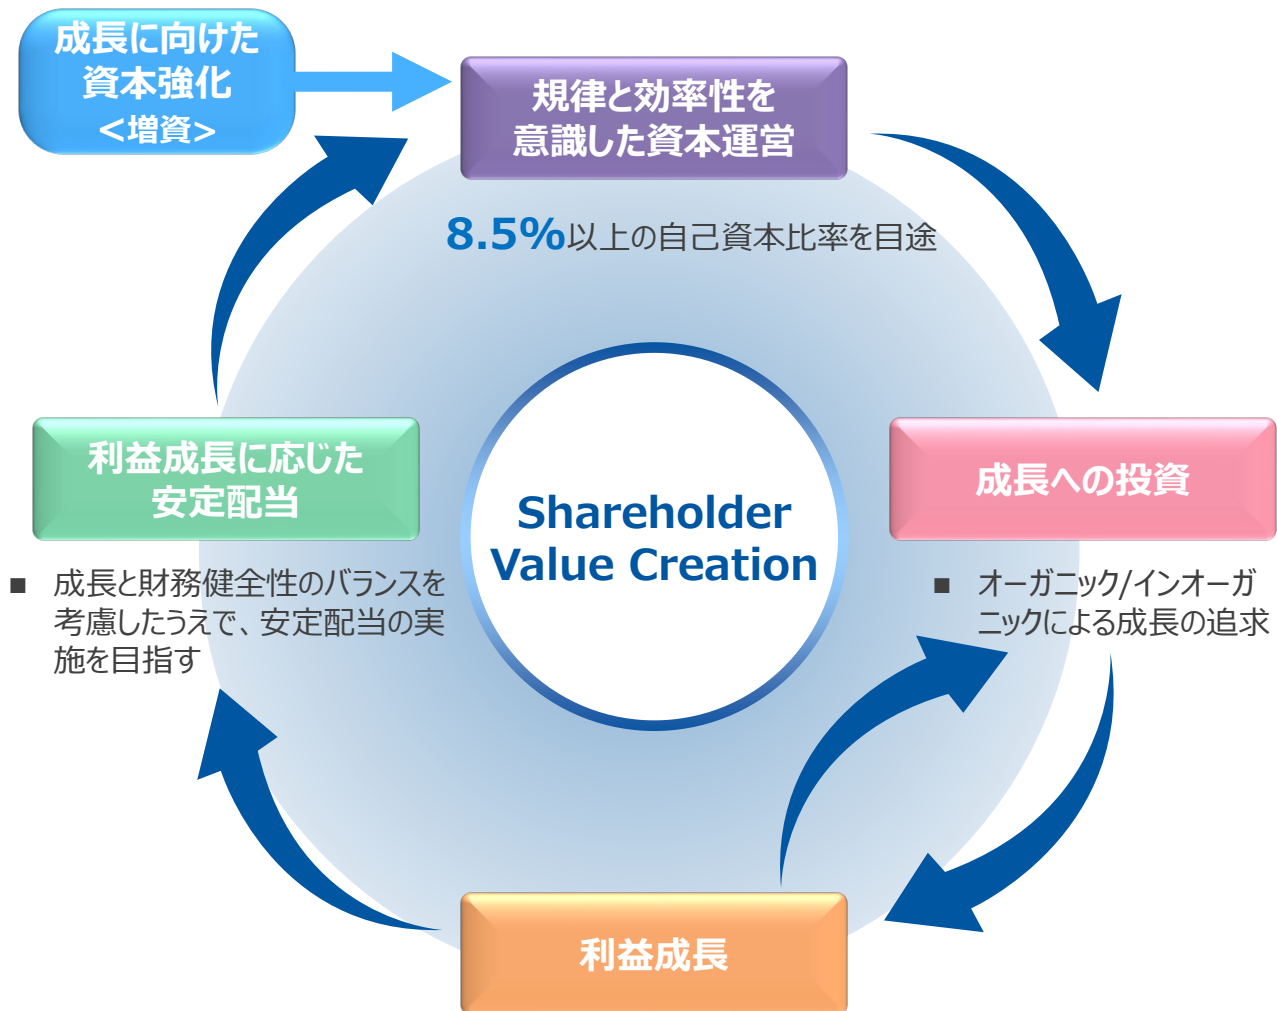 成長に向けた
資本強化
<増資>
規律と効率性を
意識した資本運営
8.5%以上の自己資本比率を目途
利益成長に応じた
安定配当
■ 成長と財務健全性のバランスを
考慮したうえで、安定配当の実
施を目指す
Shareholder
Value Creation
成長への投資
■ オーガニック/インオーガ
ニックによる成長の追求
利益成長